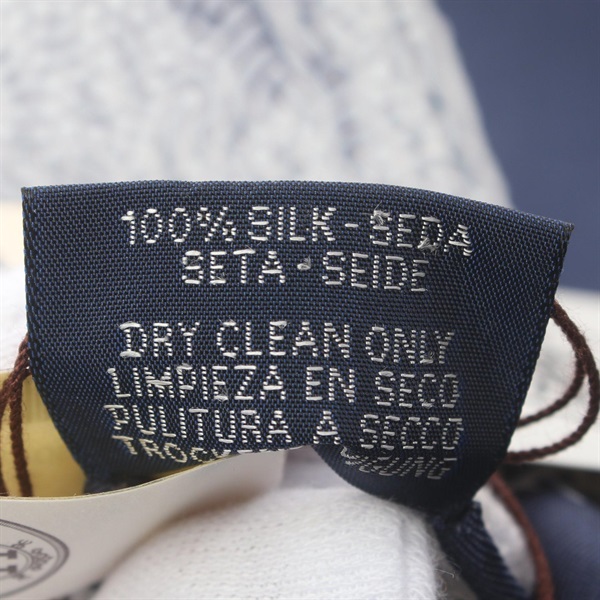 100% SILK - SEDA
SETA - SEIDE
DRY CLEAN ONLY
LIMPIEZA EN SECO
PULITURA A SECCO